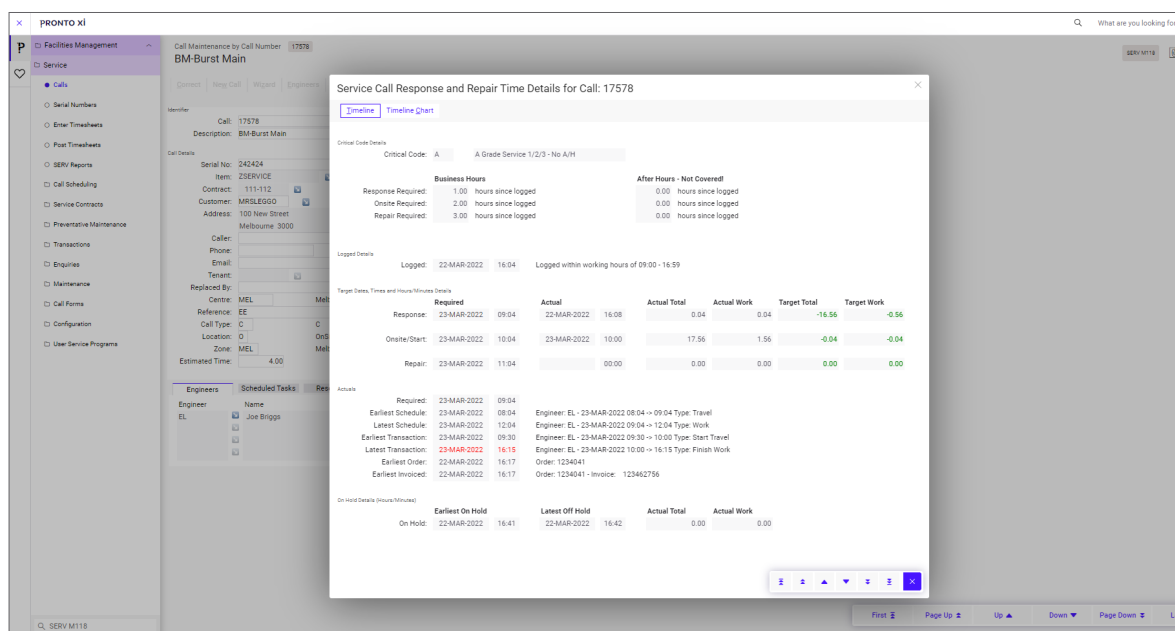 PRONTO Xi
What are you looking for
Facilities Management
Service
Calls
Serial Numbers
Enter Timesheets
Post Timesheets
SERV Reports
Call Scheduling
Service Contracts
Preventative Maintenance
Transactions
Enquiries
Maintenance
Call Forms
Configuration
User Service Programs
SERV M118
Call Maintenance by Call Number 17578
BM-Burst Main
SERV M118
Correct New Call Wizard Engineers
Identifier
Call: 17578
Description: BM-Burst Main
Call Details
Serial No: 242424
Item: ZSERVICE
Contract: 111-112
Customer: MRSLEGGO
Address: 100 New Street
Melbourne 3000
Caller:
Phone:
Email:
Tenant:
Replaced By:
Centre: MEL
Reference: EE
Call Type: C C
Location: O OnS
Zone: MEL
Estimated Time: 4.00
Engineers Scheduled Tasks Res
Engineer Name
EL Joe Briggs
Service Call Response and Repair Time Details for Call: 17578
Timeline Timeline Chart
Critical Code Details
Critical Code: A A Grade Service 1/2/3 - No A/H
Business Hours After Hours - Not Covered!
Response Required: 1.00 hours since logged 0.00 hours since logged
Onsite Required: 2.00 hours since logged 0.00 hours since logged
Repair Required: 3.00 hours since logged 0.00 hours since logged
Logged Details
Logged: 22-MAR-2022 16:04 Logged within working hours of 09:00 - 16:59
Target Dates, Times and Hours/Minutes Details
Required Actual Actual Total Actual Work Target Total Target Work
Response: 23-MAR-2022 09:04 22-MAR-2022 16:08 0.04 0.04 -16.56 -0.56
Onsite/Start: 23-MAR-2022 10:04 23-MAR-2022 10:00 17.56 1.56 -0.04 -0.04
Repair: 23-MAR-2022 11:04 00:00 0.00 0.00 0.00 0.00
Actuals
Required: 23-MAR-2022 09:04
Earliest Schedule: 23-MAR-2022 08:04 Engineer: EL - 23-MAR-2022 08:04 -> 09:04 Type: Travel
Latest Schedule: 23-MAR-2022 12:04 Engineer: EL - 23-MAR-2022 09:04 -> 12:04 Type: Work
Earliest Transaction: 23-MAR-2022 09:30 Engineer: EL - 23-MAR-2022 09:30 -> 10:00 Type: Start Travel
Latest Transaction: 23-MAR-2022 16:15 Engineer: EL - 23-MAR-2022 10:00 -> 16:15 Type: Finish Work
Earliest Order: 22-MAR-2022 16:17 Order: 1234041
Earliest Invoiced: 22-MAR-2022 16:17 Order: 1234041 - Invoice: 123462756
On Hold Details (Hours/Minutes)
Earliest On Hold Latest Off Hold Actual Total Actual Work
On Hold: 22-MAR-2022 16:41 22-MAR-2022 16:42 0.00 0.00
First Page Up Up Down Page Down